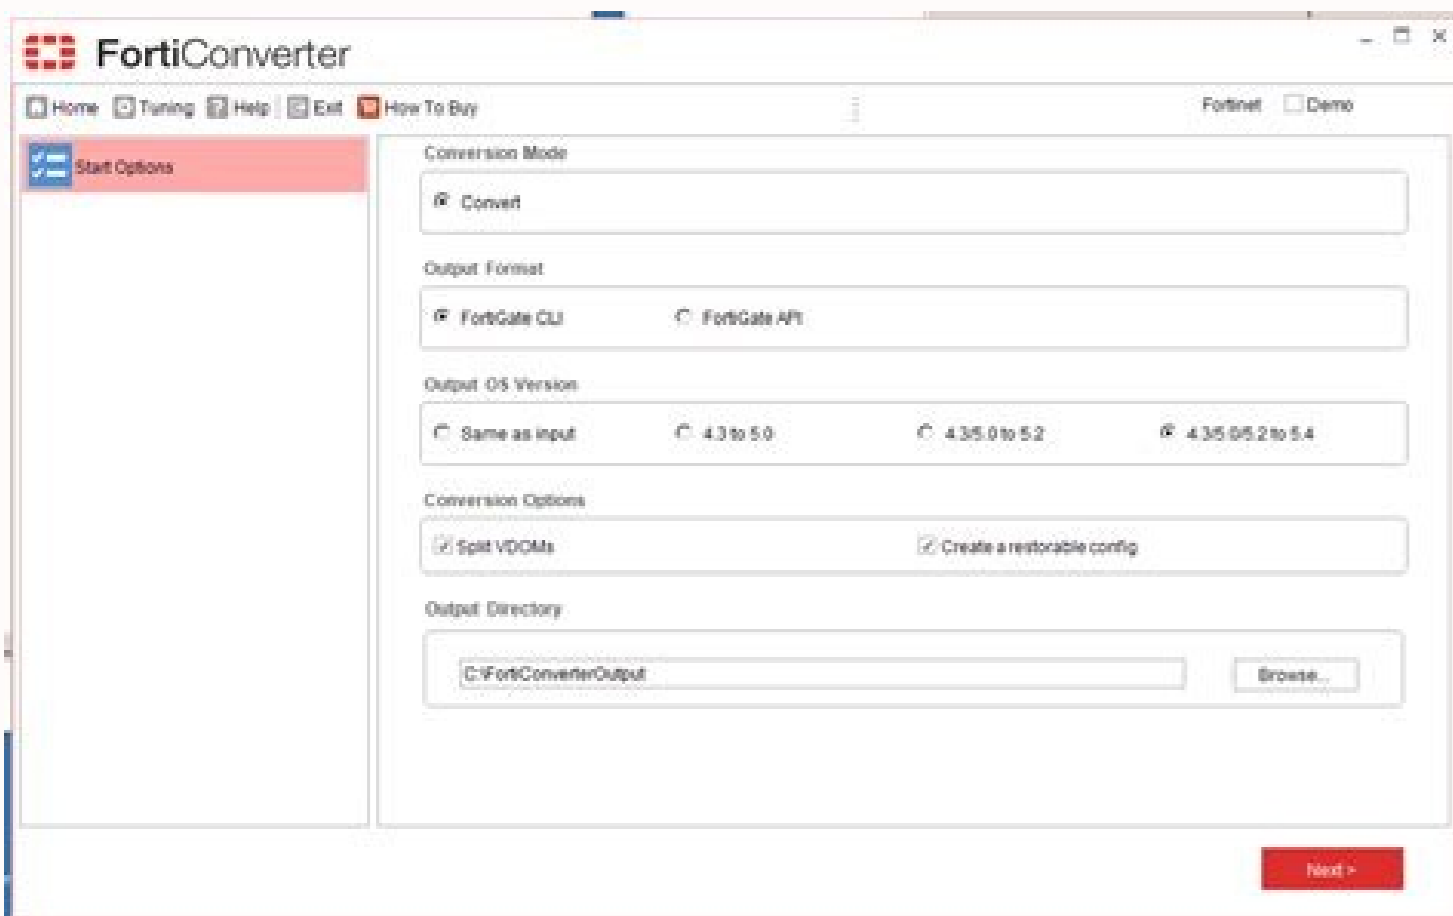 FortiConverter
Home Tuning Help Exit How To Buy Fortinet Demo
Start Options
Conversion Mode
Convert
Output Format
FortiGate CLI FortiGate API
Output OS Version
Same as input 4.3 to 5.0 4.3/5.0 to 5.2 4.3/5.0/5.2 to 5.4
Conversion Options
Split VDOMs Create a restorable config
Output Directory
C:\FortiConverterOutput Browse...
Next >